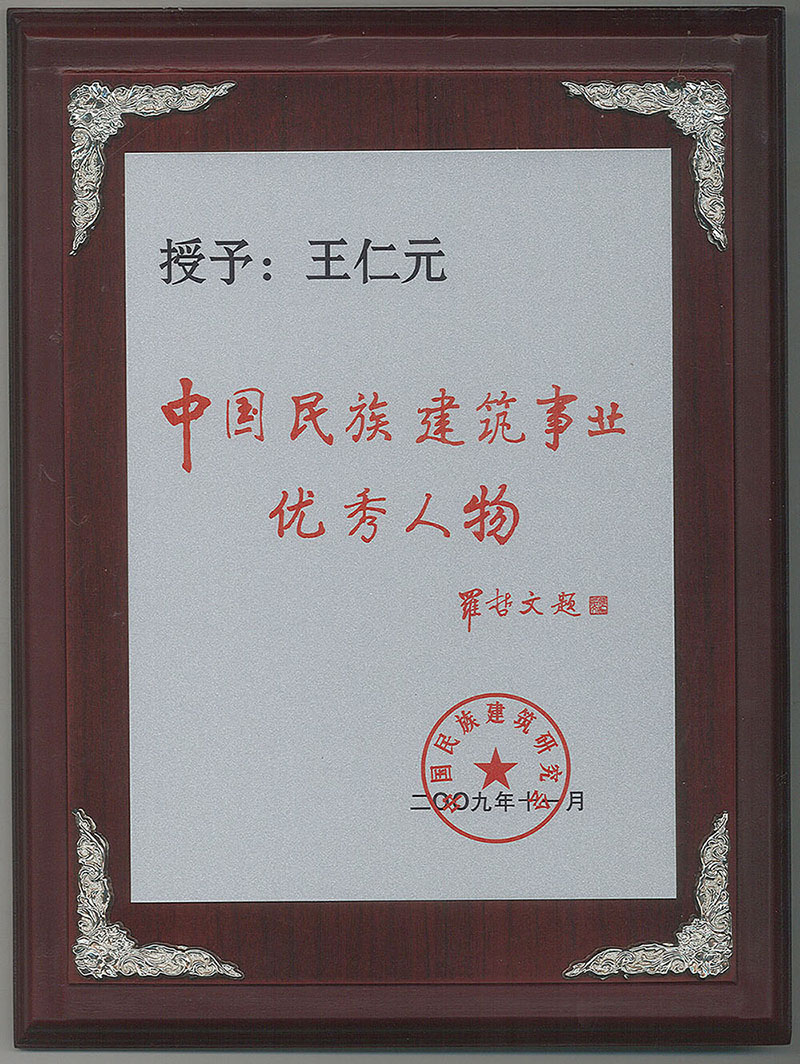 授予：王仁元
中国民族建筑事业
优秀人物
罗哲文题
中国民族建筑研究会
二〇〇九年十一月